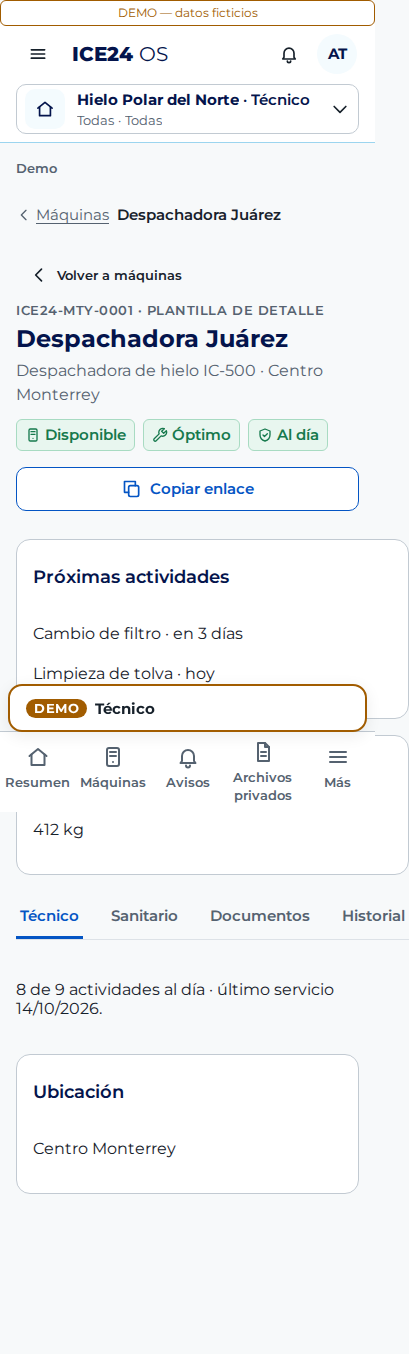 DEMO — datos ficticios
ICE24 OS
AT
Hielo Polar del Norte · Técnico
Todas · Todas
Demo
Máquinas Despachadora Juárez
Volver a máquinas
ICE24-MTY-0001 · PLANTILLA DE DETALLE
Despachadora Juárez
Despachadora de hielo IC-500 · Centro
Monterrey
Disponible
Óptimo
Al día
Copiar enlace
Próximas actividades
Cambio de filtro · en 3 días
Limpieza de tolva · hoy
DEMO Técnico
Resumen
Máquinas
Avisos
Archivos
privados
Más
412 kg
Técnico
Sanitario
Documentos
Historial
8 de 9 actividades al día · último servicio
14/10/2026.
Ubicación
Centro Monterrey